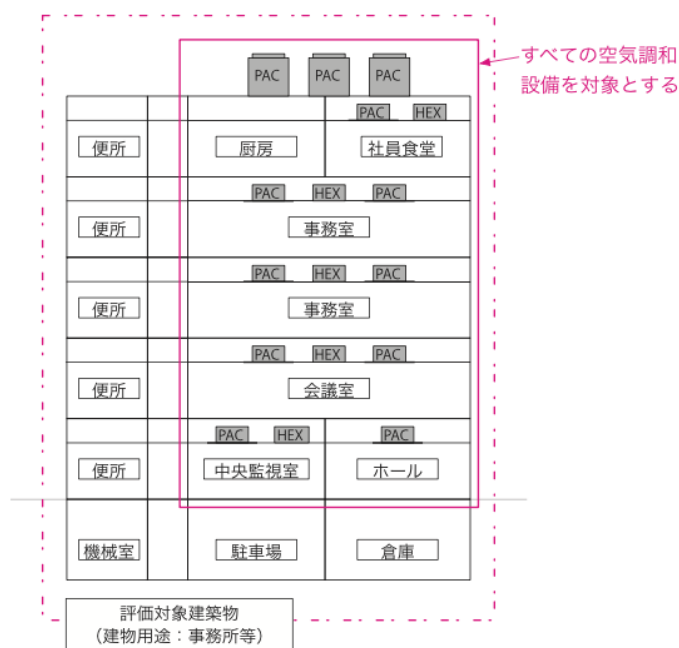 すべての空気調和
設備を対象とする
PAC PAC PAC
PAC HEX
便所 厨房 社員食堂
PAC HEX PAC
便所 事務室
PAC HEX PAC
便所 事務室
PAC HEX PAC
便所 会議室
PAC HEX PAC
便所 中央監視室 ホール
機械室 駐車場 倉庫
評価対象建築物
（建物用途：事務所等）